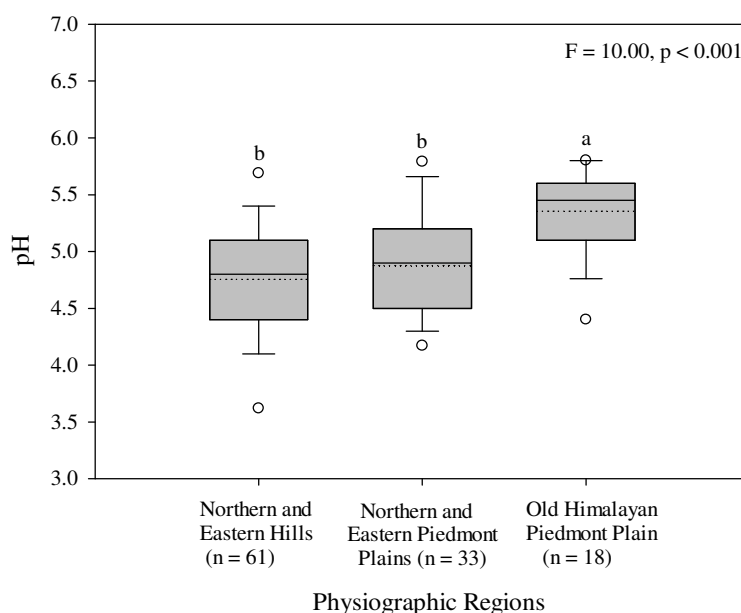 7.0
F = 10.00, p < 0.001
6.5
6.0
5.5
5.0
4.5
4.0
3.5
3.0
pH
b
b
a
Northern and
Eastern Hills
(n = 61)
Northern and
Eastern Piedmont
Plains (n = 33)
Old Himalayan
Piedmont Plain
(n = 18)
Physiographic Regions